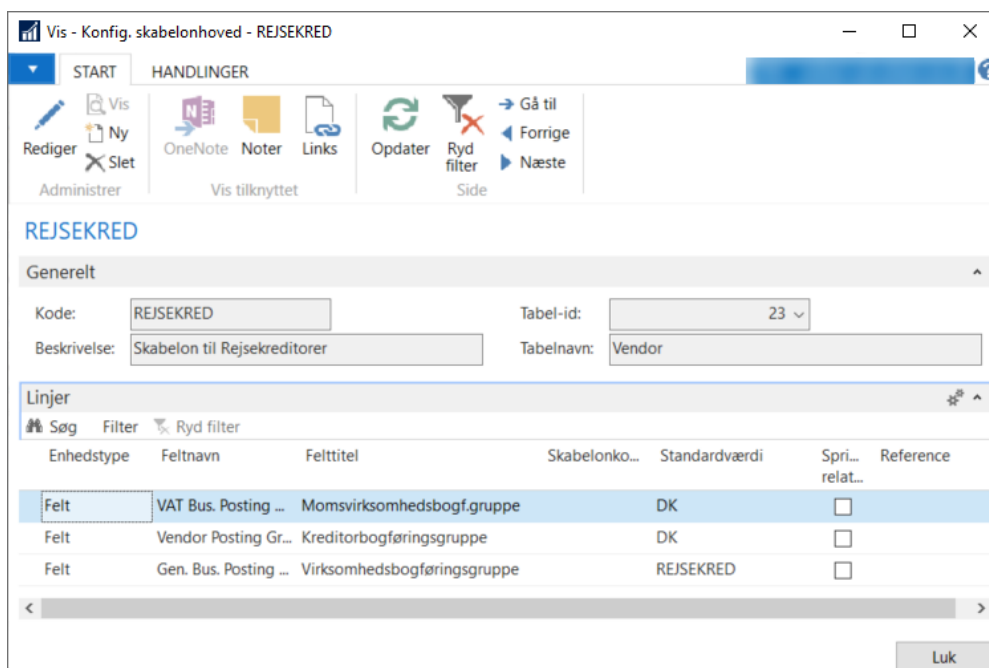 Vis - Konfig. skabelonhoved - REJSEKRED
START HANDLINGER
Rediger
Vis
Ny
Slet
OneNote Noter Links
Opdater Ryd filter
Gå til
Forrige
Næste
Administrer Vis tilknyttet Side
REJSEKRED
Generelt
Kode: REJSEKRED Tabel-id: 23
Beskrivelse: Skabelon til Rejsekreditorer Tabelnavn: Vendor
Linjer
Søg Filter Ryd filter
Enhedstype Feltnavn Felttitel Skabelonko... Standardværdi Spri... relat... Reference
Felt VAT Bus. Posting ... Momsvirksomhedsbogf.gruppe DK
Felt Vendor Posting Gr... Kreditorbogføringsgruppe DK
Felt Gen. Bus. Posting ... Virksomhedsbogføringsgruppe REJSEKRED
Luk